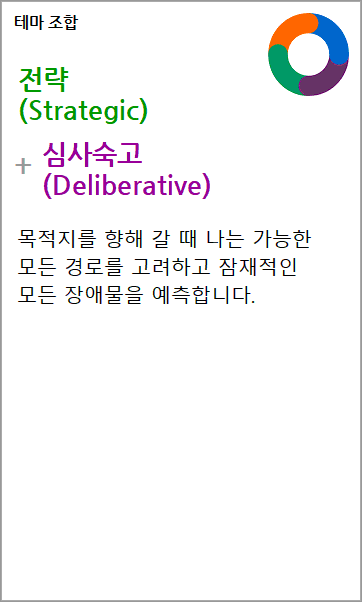 테마 조합
전략
(Strategic)
+ 심사숙고
(Deliberative)
목적지를 향해 갈 때 나는 가능한
모든 경로를 고려하고 잠재적인
모든 장애물을 예측합니다.